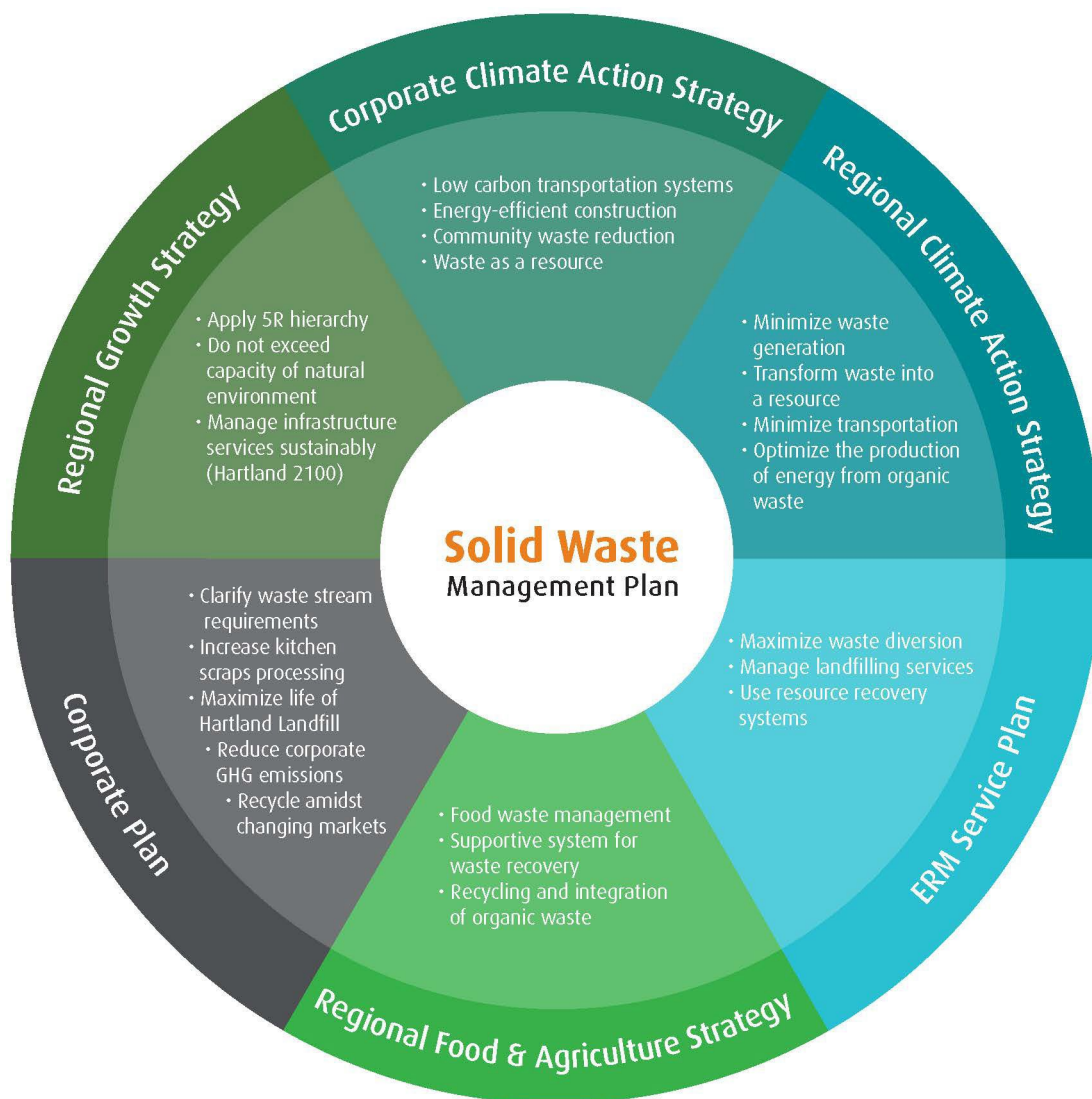 Corporate Climate Action Strategy
• Low carbon transportation systems
• Energy-efficient construction
• Community waste reduction
• Waste as a resource
Regional Climate Action Strategy
• Minimize waste
generation
• Transform waste into
a resource
• Minimize transportation
• Optimize the production
of energy from organic
waste
ERM Service Plan
• Maximize waste diversion
• Manage landfilling services
• Use resource recovery
systems
Regional Food & Agriculture Strategy
• Food waste management
• Supportive system for
waste recovery
• Recycling and integration
of organic waste
Corporate Plan
• Clarify waste stream
requirements
• Increase kitchen
scraps processing
• Maximize life of
Hartland Landfill
• Reduce corporate
GHG emissions
• Recycle amidst
changing markets
Regional Growth Strategy
• Apply 5R hierarchy
• Do not exceed
capacity of natural
environment
• Manage infrastructure
services sustainably
(Hartland 2100)
Solid Waste
Management Plan